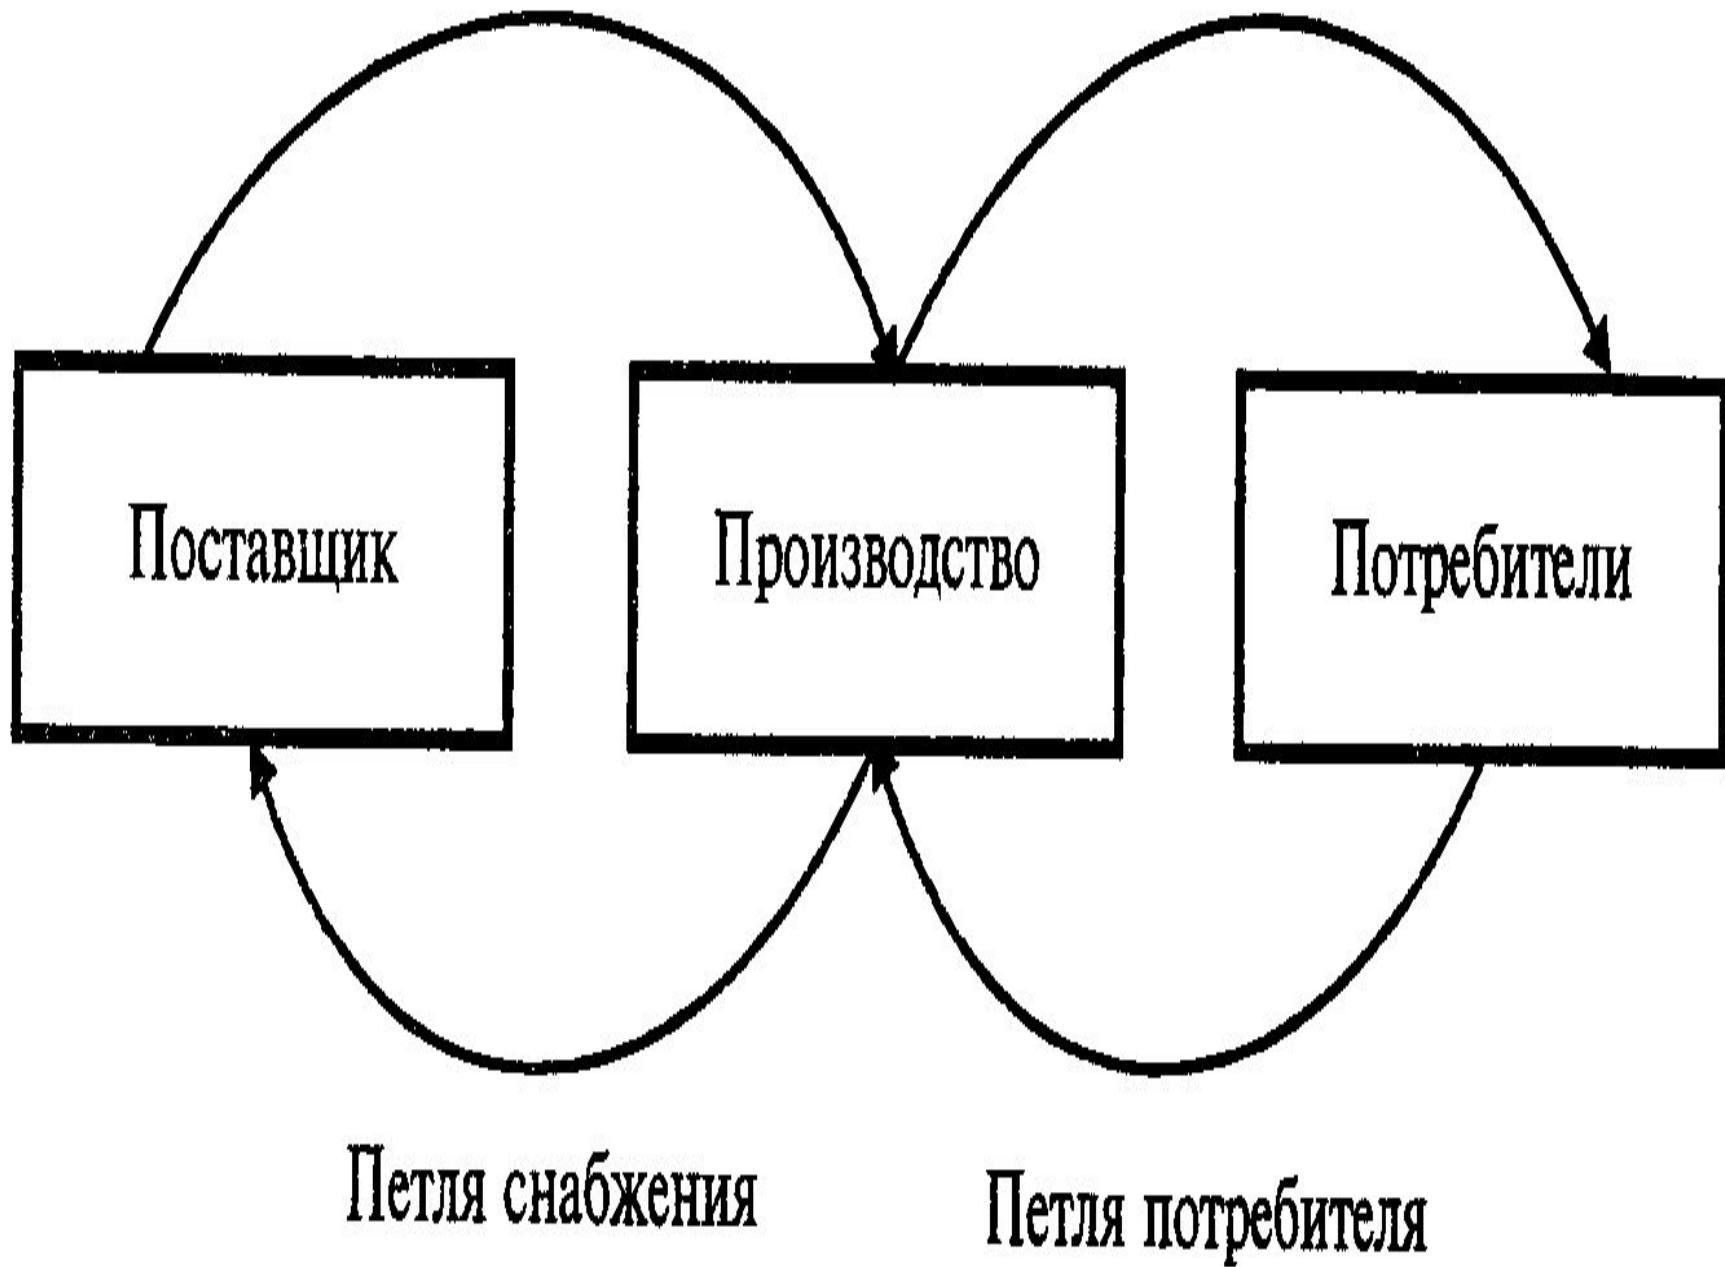 Поставщик
Производство
Потребители
Петля снабжения
Петля потребителя